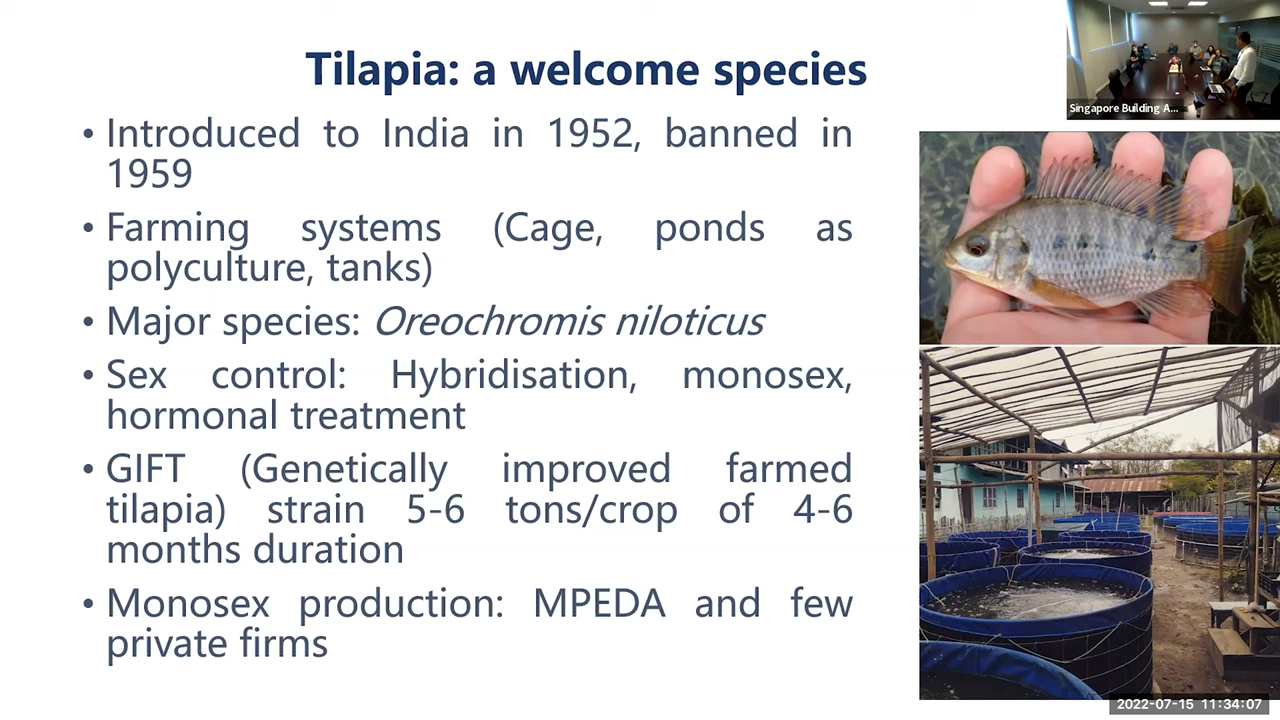 Tilapia: a welcome species
• Introduced to India in 1952, banned in
1959
• Farming systems (Cage, ponds as
polyculture, tanks)
• Major species: Oreochromis niloticus
• Sex control: Hybridisation, monosex,
hormonal treatment
• GIFT (Genetically improved farmed
tilapia) strain 5-6 tons/crop of 4-6
months duration
• Monosex production: MPEDA and few
private firms
Singapore Building A...
2022-07-15 11:34:07